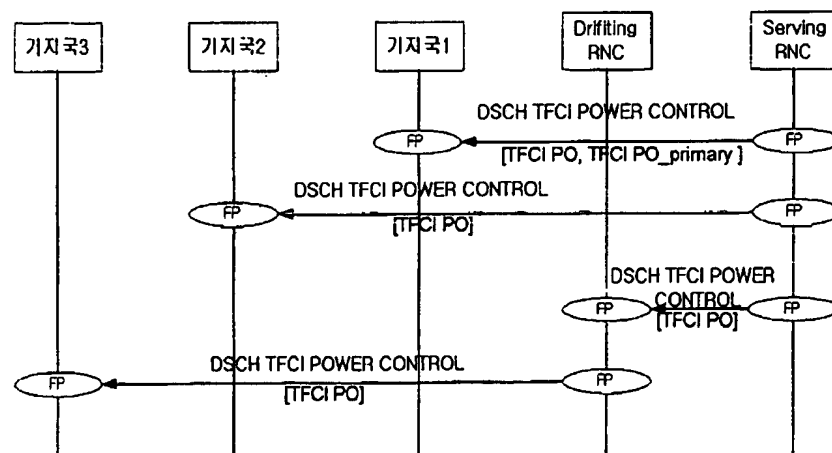 기지국3
기지국2
기지국1
Drifiting
RNC
Serving
RNC
DSCH TFCI POWER CONTROL
FP
FP
[TFCI PO, TFCI PO_primary ]
DSCH TFCI POWER CONTROL
FP
FP
[TFCI PO]
DSCH TFCI POWER
CONTROL
FP
FP
[TFCI PO]
DSCH TFCI POWER CONTROL
FP
FP
[TFCI PO]